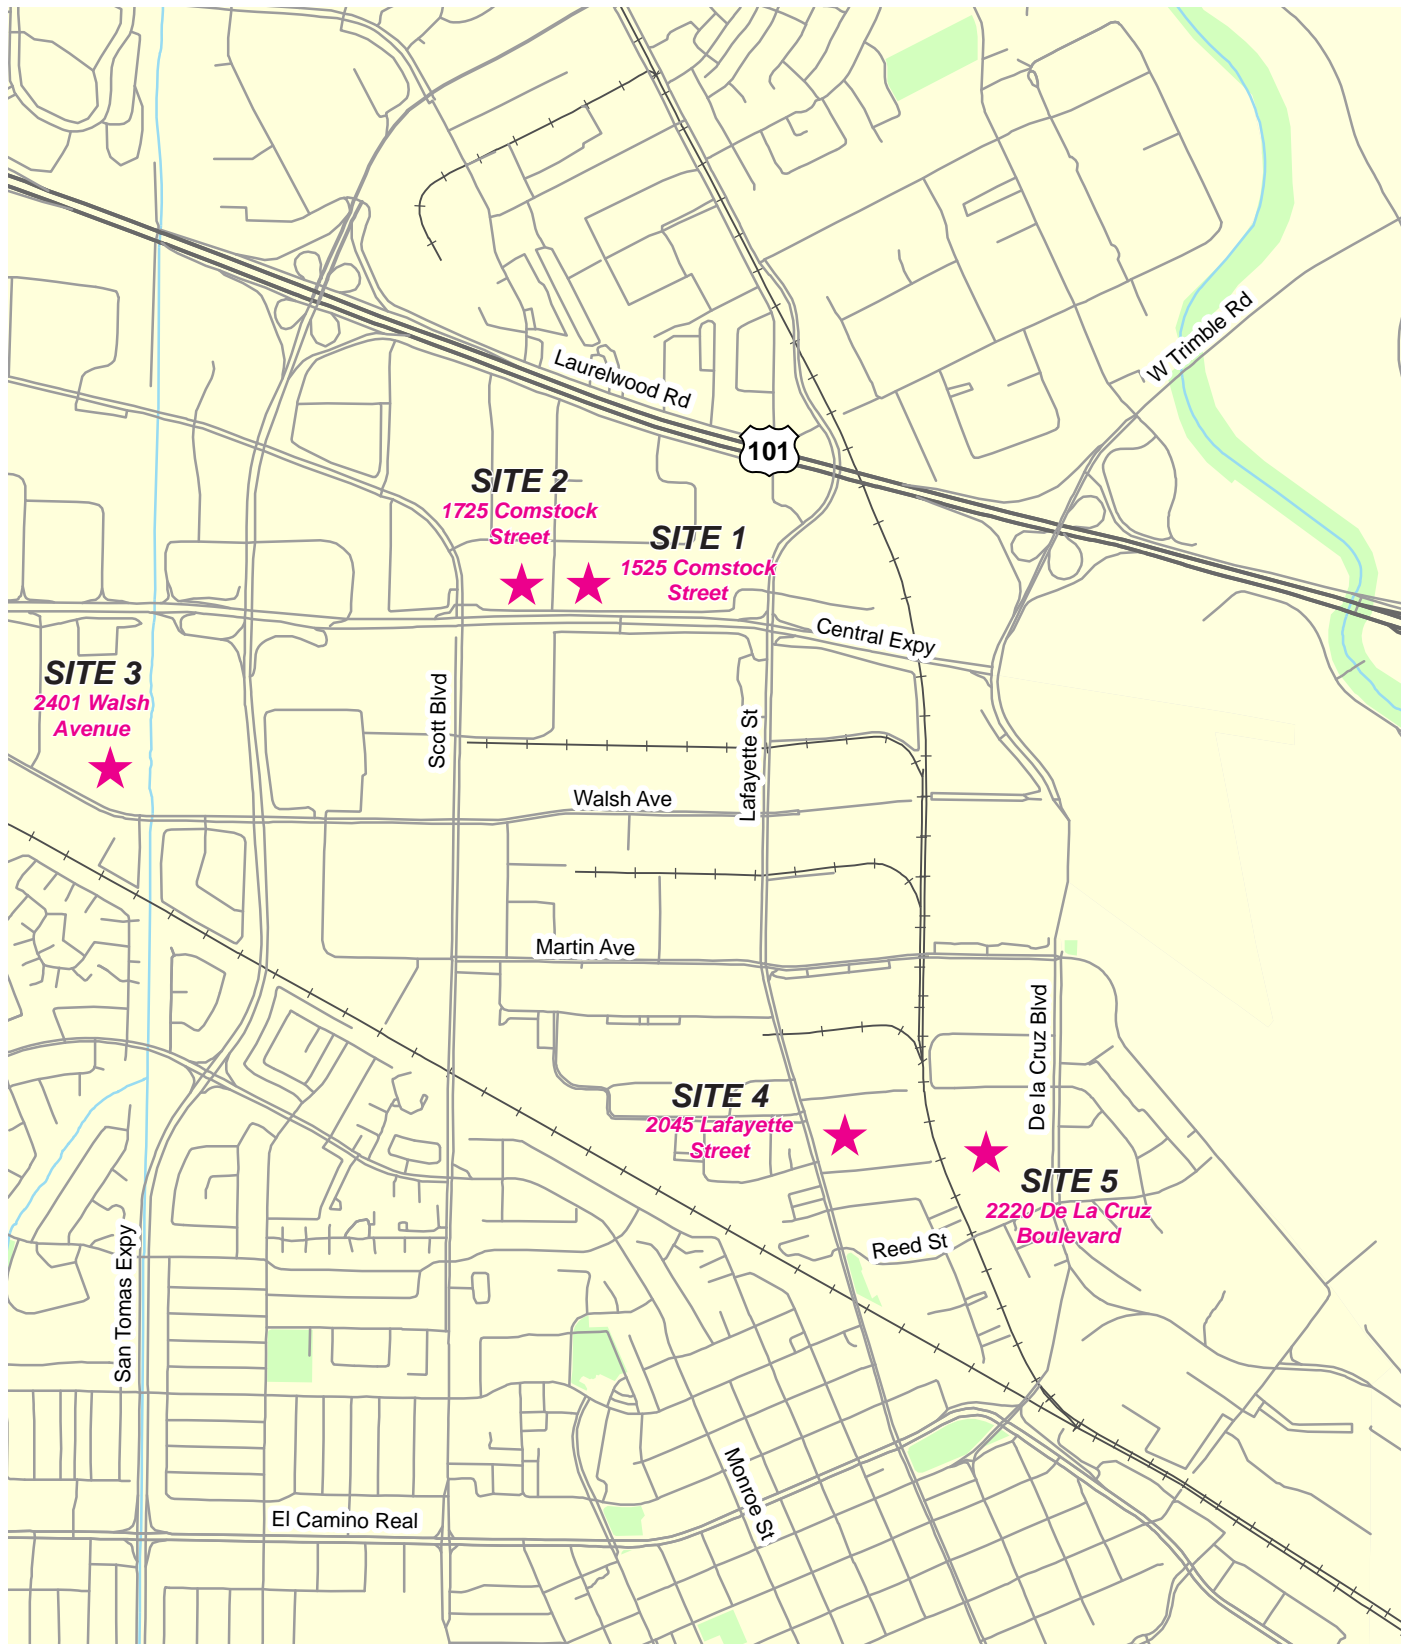 W Trimble Rd
Laurelwood Rd
101
SITE 2
1725 Comstock
Street
SITE 1
1525 Comstock
Street
Central Expy
SITE 3
2401 Walsh
Avenue
Scott Blvd
Lafayette St
Walsh Ave
Martin Ave
De la Cruz Blvd
SITE 4
2045 Lafayette
Street
SITE 5
2220 De La Cruz
Boulevard
Reed St
San Tomas Expy
Monroe St
El Camino Real